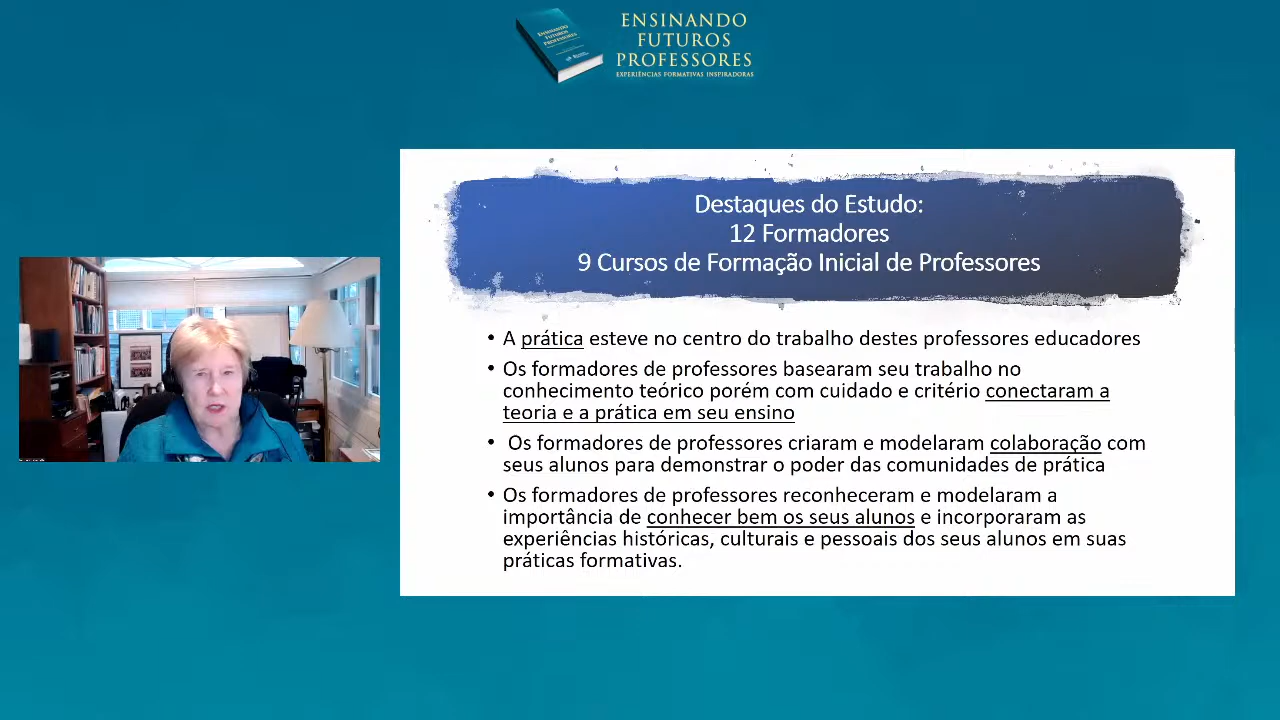 ENSINANDO
FUTUROS
PROFESSORES
EXPERIÊNCIAS FORMATIVAS INSPIRADORAS
ENSINANDO
FUTUROS
PROFESSORES
Destaques do Estudo:
12 Formadores
9 Cursos de Formação Inicial de Professores
• A prática esteve no centro do trabalho destes professores educadores
• Os formadores de professores basearam seu trabalho no
conhecimento teórico porém com cuidado e critério conectaram a
teoria e a prática em seu ensino
• Os formadores de professores criaram e modelaram colaboração com
seus alunos para demonstrar o poder das comunidades de prática
• Os formadores de professores reconheceram e modelaram a
importância de conhecer bem os seus alunos e incorporaram as
experiências históricas, culturais e pessoais dos seus alunos em suas
práticas formativas.